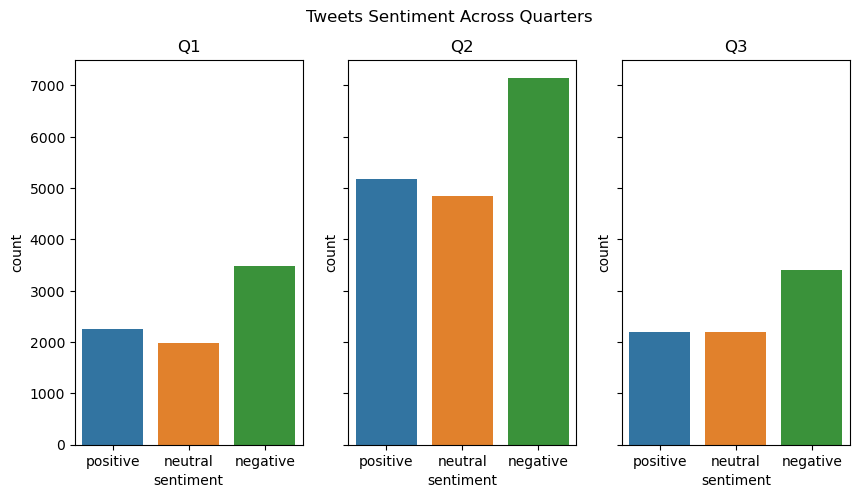 Tweets Sentiment Across Quarters
Q1
Q2
Q3
7000
6000
5000
4000
3000
2000
1000
0
count
count
count
positive neutral negative
positive neutral negative
positive neutral negative
sentiment
sentiment
sentiment